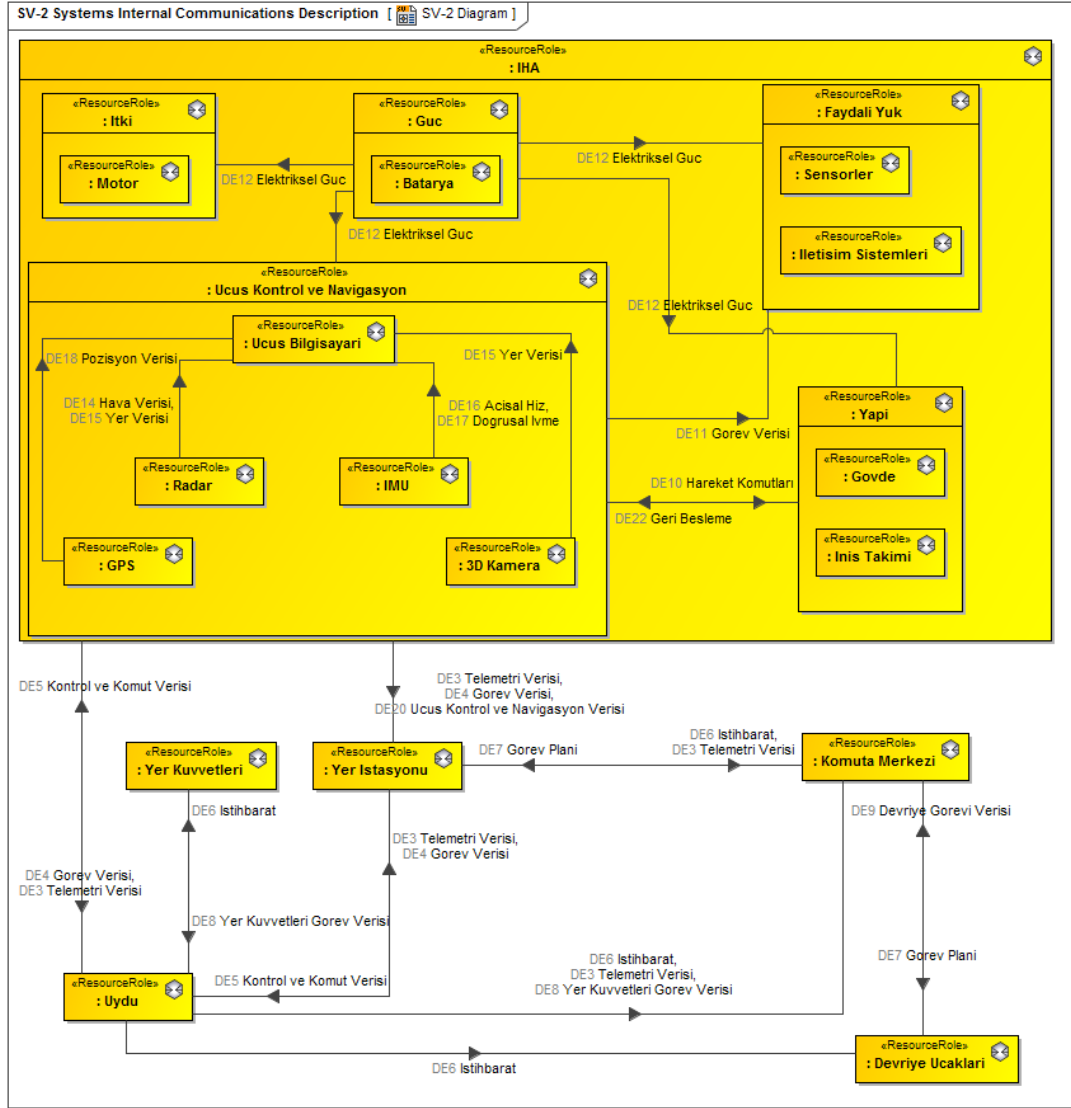 SV-2 Systems Internal Communications Description [ SV-2 Diagram ]
«ResourceRole»
: IHA
«ResourceRole»
: Itki
«ResourceRole»
: Motor
«ResourceRole»
: Guc
«ResourceRole»
: Batarya
«ResourceRole»
: Faydali Yuk
«ResourceRole»
: Sensorler
«ResourceRole»
: Iletisim Sistemleri
DE12 Elektriksel Guc
DE12 Elektriksel Guc
DE12 Elektriksel Guc
DE12 Elektriksel Guc
«ResourceRole»
: Ucus Kontrol ve Navigasyon
«ResourceRole»
: Ucus Bilgisayari
DE18 Pozisyon Verisi
DE15 Yer Verisi
DE14 Hava Verisi,
DE15 Yer Verisi
DE16 Acisal Hiz,
DE17 Dogrusal Ivme
«ResourceRole»
: Radar
«ResourceRole»
: IMU
«ResourceRole»
: GPS
«ResourceRole»
: 3D Kamera
DE11 Gorev Verisi
DE10 Hareket Komutları
DE22 Geri Besleme
«ResourceRole»
: Yapi
«ResourceRole»
: Govde
«ResourceRole»
: Inis Takimi
DE5 Kontrol ve Komut Verisi
DE3 Telemetri Verisi,
DE4 Gorev Verisi,
DE20 Ucus Kontrol ve Navigasyon Verisi
«ResourceRole»
: Yer Kuvvetleri
«ResourceRole»
: Yer Istasyonu
DE7 Gorev Plani
DE6 Istihbarat,
DE3 Telemetri Verisi
«ResourceRole»
: Komuta Merkezi
DE6 Istihbarat
DE3 Telemetri Verisi,
DE4 Gorev Verisi
DE9 Devriye Gorevi Verisi
DE4 Gorev Verisi,
DE3 Telemetri Verisi
DE8 Yer Kuvvetleri Gorev Verisi
DE7 Gorev Plani
«ResourceRole»
: Uydu
DE5 Kontrol ve Komut Verisi
DE6 Istihbarat,
DE3 Telemetri Verisi,
DE8 Yer Kuvvetleri Gorev Verisi
DE6 Istihbarat
«ResourceRole»
: Devriye Ucaklari